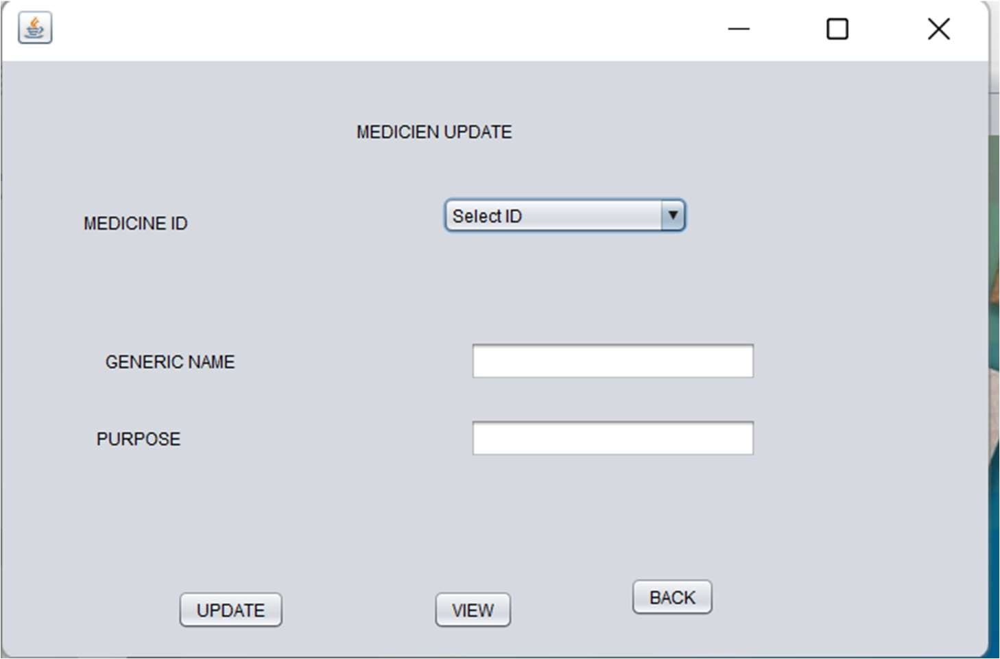 MEDICIEN UPDATE
MEDICINE ID
Select ID
GENERIC NAME
PURPOSE
UPDATE
VIEW
BACK